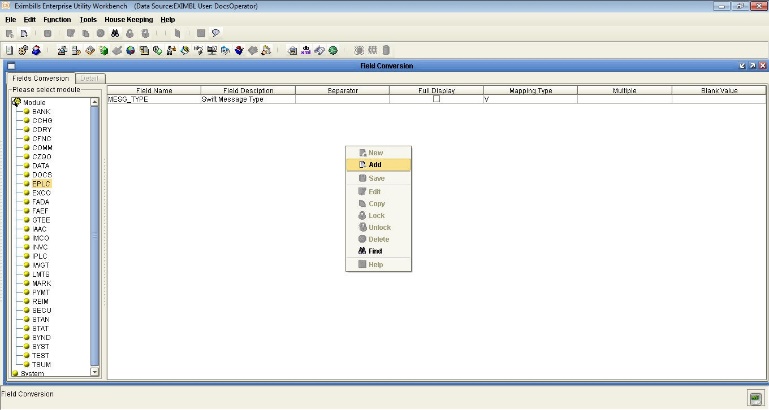 Eximbills Enterprise Utility Workbench (Data Source:EXIMBL User: DocsOperator)
File Edit Function Tools House Keeping Help
Field Conversion
Fields Conversion Detail
Please select module
Module
BANK
CCHG
CDRY
CFNC
COMM
CZGG
DATA
DOCS
EPLC
EXCO
FADA
FAEF
GTEE
IAAC
IMCO
INVC
IPLC
IWGT
LMTS
MARK
PYMT
REIM
SECU
STAN
STAT
SYND
SYST
TEST
TSUM
System
Field Name Field Desciption Separator Full Display Mapping Type Multiple Blank Value
MESG_TYPE Swift Message Type V
New
Add
Save
Edit
Copy
Lock
Unlock
Delete
Find
Help
Field Conversion